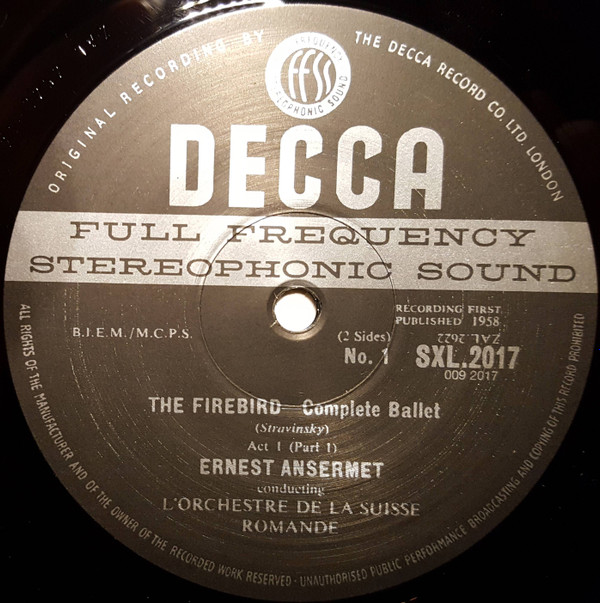 ORIGINAL RECORDING BY
THE DECCA RECORD CO. LTD. LONDON
FFSS
STEREOPHONIC SOUND
DECCA
FULL FREQUENCY
STEREOPHONIC SOUND
RECORDING FIRST
PUBLISHED 1958
B.I.E.M./M.C.P.S.
(2 Sides)
ZAL.2622
No. 1
SXL.2017
009 2017
THE FIREBIRD Complete Ballet
(Stravinsky)
Act 1 (Part 1)
ERNEST ANSERMET
conducting
L'ORCHESTRE DE LA SUISSE
ROMANDE
ALL RIGHTS OF THE MANUFACTURER AND OF THE OWNER OF THE RECORDED WORK RESERVED · UNAUTHORISED PUBLIC PERFORMANCE BROADCASTING AND COPYING OF THIS RECORD PROHIBITED